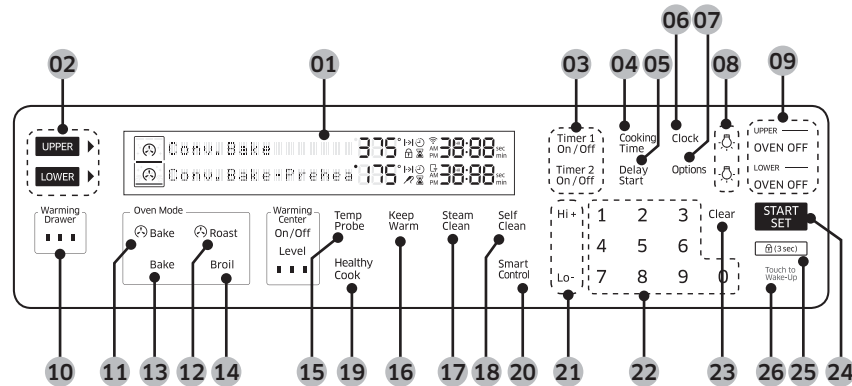 06 07
02 01 03 04 05 08 09
UPPER
LOWER
Conv. Bake 375° AM PM 38:88 sec min
Conv. Bake-Prehea 175° AM PM 38:88 sec min
Timer 1
On / Off
Timer 2
On / Off
Cooking
Time
Delay
Start
Clock
Options
UPPER
OVEN OFF
LOWER
OVEN OFF
Warming
Drawer
Oven Mode
Bake Roast
Bake Broil
Warming
Center
On/Off
Level
Temp
Probe
Healthy
Cook
Keep
Warm
Steam
Clean
Self
Clean
Smart
Control
Hi +
Lo -
1 2 3
4 5 6
7 8 9 0
Clear
START
SET
(3 sec)
Touch to
Wake-Up
10 11 13 12 14 15 19 16 17 18 20 21 22 23 26 25 24